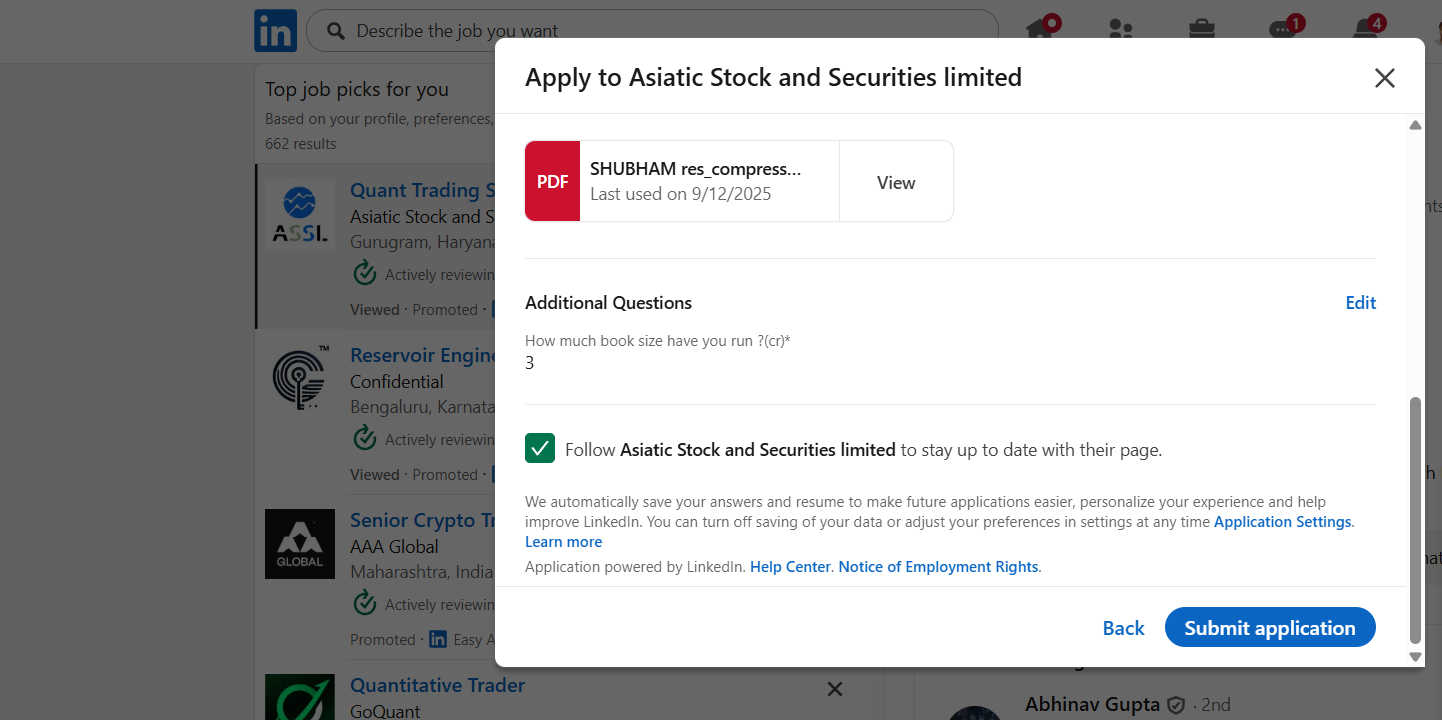 in
Describe the job you want
1
4
Top job picks for you
Based on your profile, preferences,
662 results
ASSL
Quant Trading S
Asiatic Stock and S
Gurugram, Haryana
Actively reviewin
Viewed · Promoted ·
TM
Reservoir Engine
Confidential
Bengaluru, Karnata
Actively reviewin
Viewed · Promoted ·
AAA
GLOBAL
Senior Crypto Tr
AAA Global
Maharashtra, India
Actively reviewin
Promoted · in Easy A
Quantitative Trader
GoQuant
Apply to Asiatic Stock and Securities limited
PDF
SHUBHAM res_compress...
Last used on 9/12/2025
View
Additional Questions
Edit
How much book size have you run ?(cr)*
3
Follow Asiatic Stock and Securities limited to stay up to date with their page.
We automatically save your answers and resume to make future applications easier, personalize your experience and help
improve LinkedIn. You can turn off saving of your data or adjust your preferences in settings at any time Application Settings.
Learn more
Application powered by LinkedIn. Help Center. Notice of Employment Rights.
Back
Submit application
Abhinav Gupta · 2nd